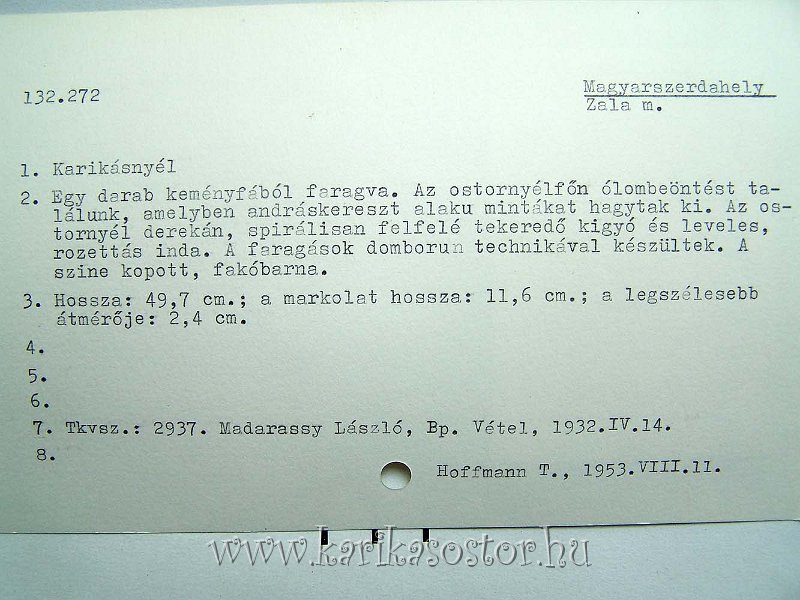 132.272
Magyarszerdahely
Zala m.
1. Karikásnyél
2. Egy darab keményfából faragva. Az ostornyélfőn ólombeöntést ta-
lálunk, amelyben andráskereszt alaku mintákat hagytak ki. Az os-
tornyél derekán, spirálisan felfelé tekeredő kigyó és leveles,
rozettás inda. A faragások domborun technikával készültek. A
szine kopott, fakóbarna.
3. Hossza: 49,7 cm.; a markolat hossza: 11,6 cm.; a legszélesebb
átmérője: 2,4 cm.
4.
5.
6.
7. Tkvsz.: 2937. Madarassy László, Bp. Vétel, 1932.IV.14.
8.
Hoffmann T., 1953.VIII.11.
www.karikasostor.hu